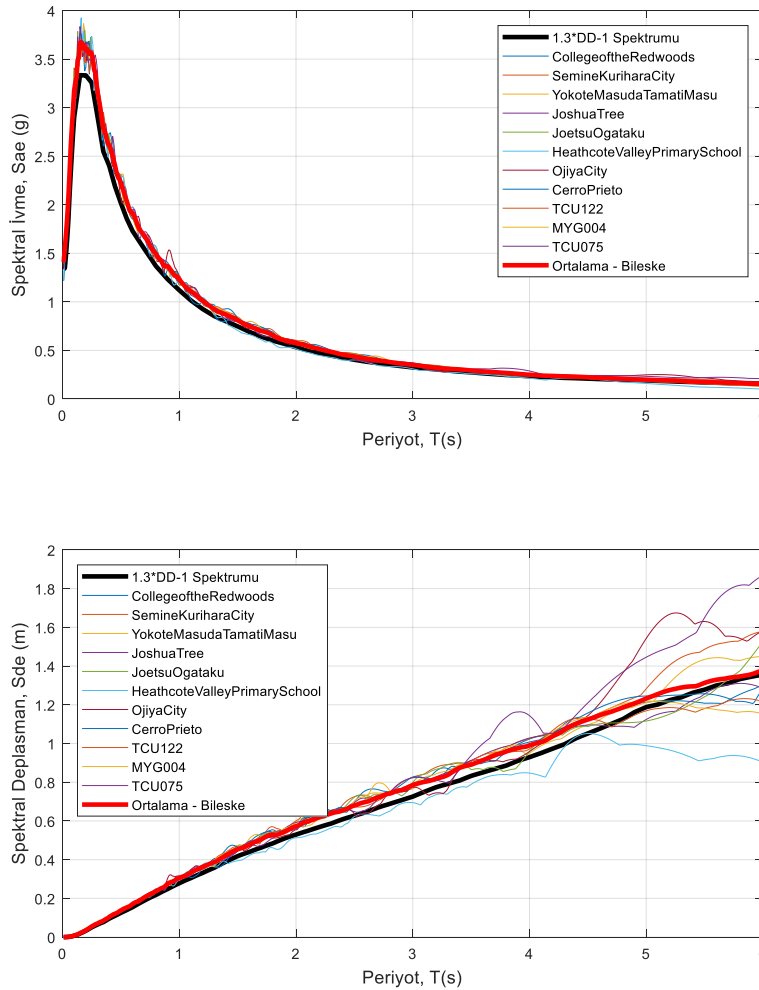 4
3.5
3
2.5
2
1.5
1
0.5
0
0
1
2
3
4
5
Spektral İvme, Sae (g)
Periyot, T(s)
1.3*DD-1 Spektrumu
CollegeoftheRedwoods
SemineKuriharaCity
YokoteMasudaTamatiMasu
JoshuaTree
JoetsuOgataku
HeathcoteValleyPrimarySchool
OjiyaCity
CerroPrieto
TCU122
MYG004
TCU075
Ortalama - Bileske
2
1.8
1.6
1.4
1.2
1
0.8
0.6
0.4
0.2
0
0
1
2
3
4
5
Spektral Deplasman, Sde (m)
Periyot, T(s)
1.3*DD-1 Spektrumu
CollegeoftheRedwoods
SemineKuriharaCity
YokoteMasudaTamatiMasu
JoshuaTree
JoetsuOgataku
HeathcoteValleyPrimarySchool
OjiyaCity
CerroPrieto
TCU122
MYG004
TCU075
Ortalama - Bileske